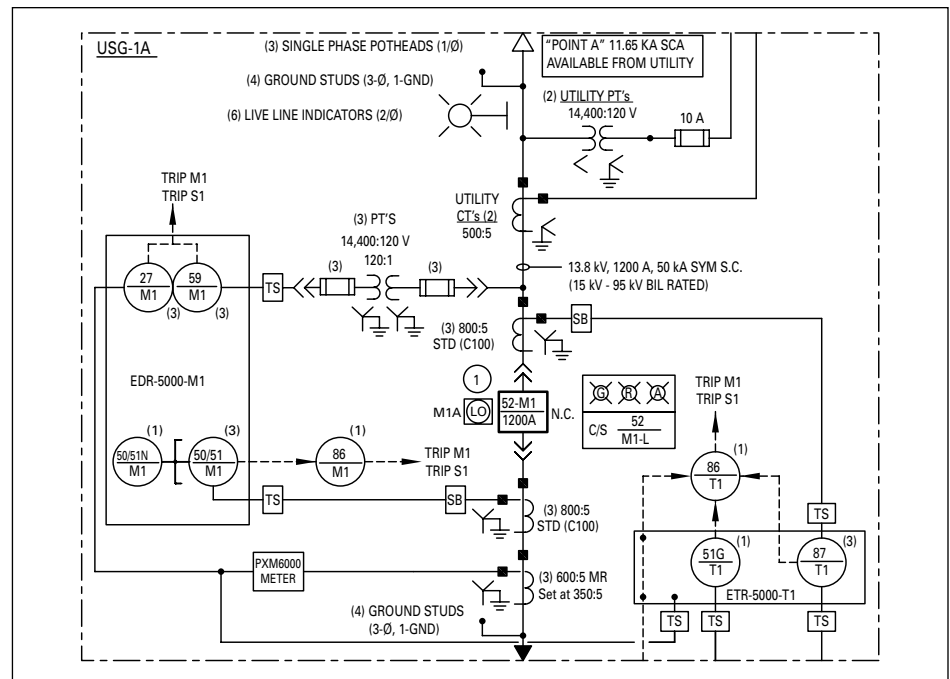 USG-1A
(3) SINGLE PHASE POTHEADS (1/Ø)
"POINT A" 11.65 KA SCA
AVAILABLE FROM UTILITY
(4) GROUND STUDS (3-Ø, 1-GND)
(6) LIVE LINE INDICATORS (2/Ø)
(2) UTILITY PT's
14,400:120 V
10 A
TRIP M1
TRIP S1
UTILITY
CT's (2)
500:5
(3) PT'S
14,400:120 V
120:1
27
M1
(3)
59
M1
(3)
TS
(3)
(3)
13.8 kV, 1200 A, 50 kA SYM S.C.
(15 kV - 95 kV BIL RATED)
(3) 800:5
STD (C100)
SB
EDR-5000-M1
1
M1A
LO
52-M1
1200A
N.C.
G
R
A
C/S
52
M1-L
TRIP M1
TRIP S1
(1)
50/51N
M1
(3)
50/51
M1
(1)
86
M1
TRIP M1
TRIP S1
(1)
86
T1
TS
SB
(3) 800:5
STD (C100)
TS
(1)
51G
T1
(3)
87
T1
ETR-5000-T1
PXM6000
METER
(3) 600:5 MR
Set at 350:5
(4) GROUND STUDS
(3-Ø, 1-GND)
TS
TS
TS